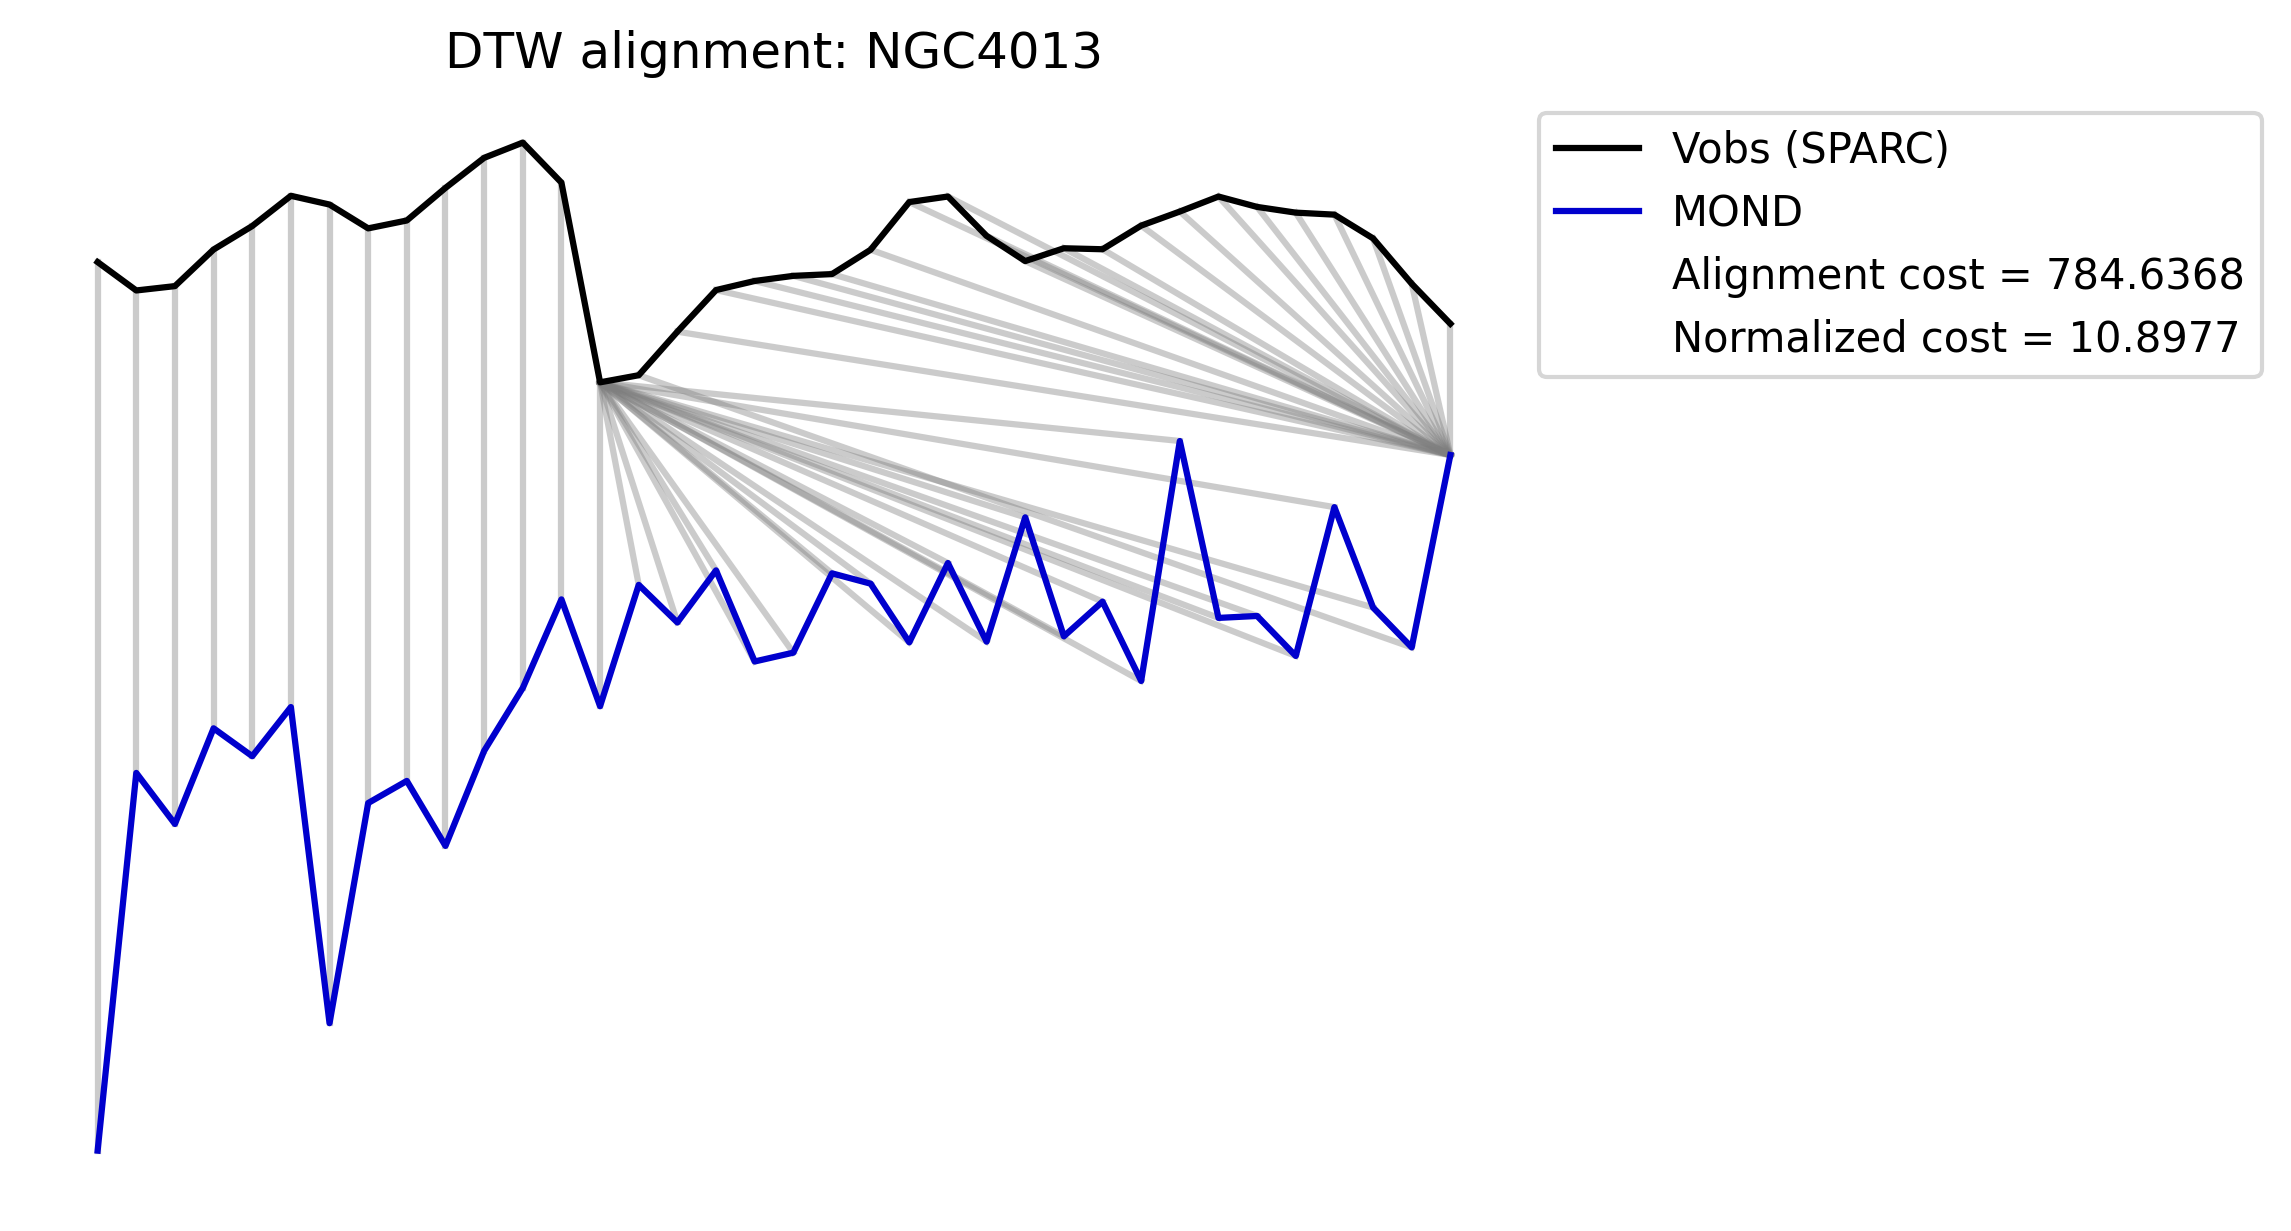 DTW alignment: NGC4013
Vobs (SPARC)
MOND
Alignment cost = 784.6368
Normalized cost = 10.8977